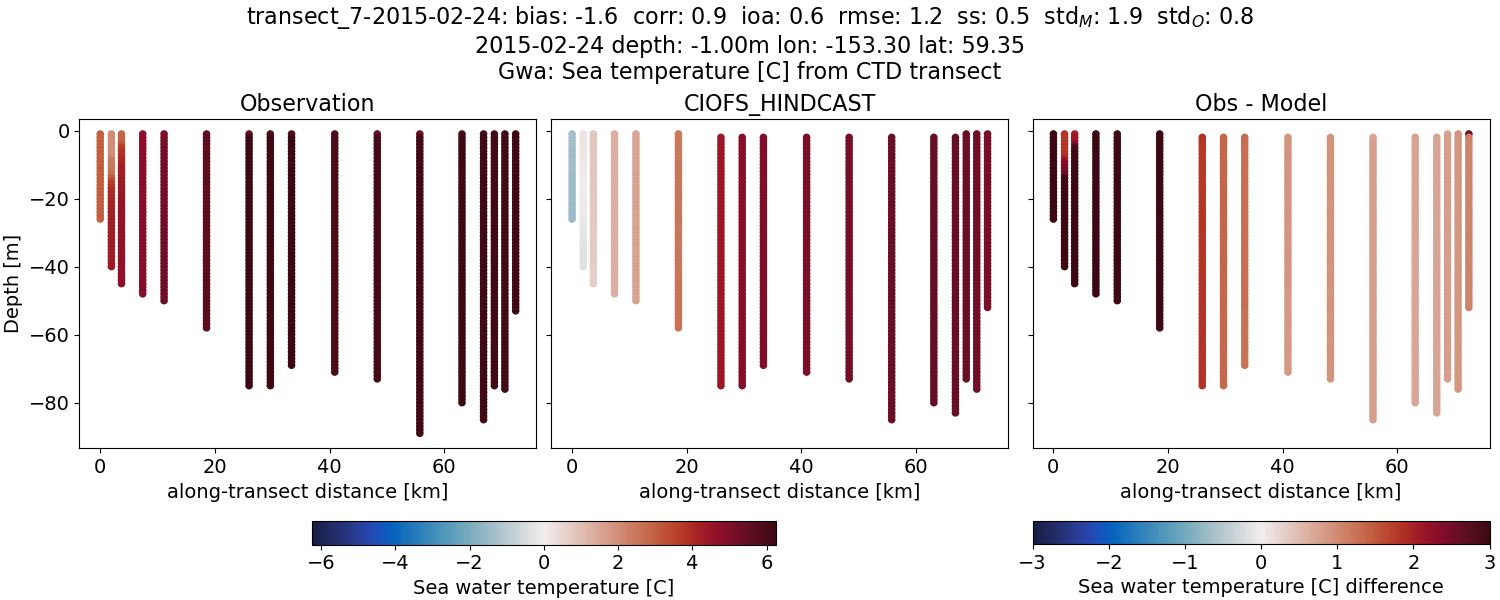 transect_7-2015-02-24: bias: -1.6  corr: 0.9  ioa: 0.6  rmse: 1.2  ss: 0.5  std_M: 1.9  std_O: 0.8
2015-02-24 depth: -1.00m lon: -153.30 lat: 59.35
Gwa: Sea temperature [C] from CTD transect
Observation
CIOFS_HINDCAST
Obs - Model
Depth [m]
0
−20
−40
−60
−80
0 20 40 60
0 20 40 60
0 20 40 60
along-transect distance [km]
along-transect distance [km]
along-transect distance [km]
−6 −4 −2 0 2 4 6
Sea water temperature [C]
−3 −2 −1 0 1 2 3
Sea water temperature [C] difference